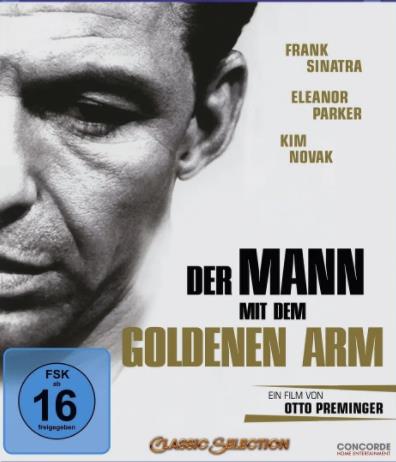 FRANK
SINATRA
ELEANOR
PARKER
KIM
NOVAK
DER MANN
MIT DEM
GOLDENEN ARM
EIN FILM VON
OTTO PREMINGER
FSK
ab
16
freigegeben
CLASSIC SELECTION
CONCORDE
HOME ENTERTAINMENT